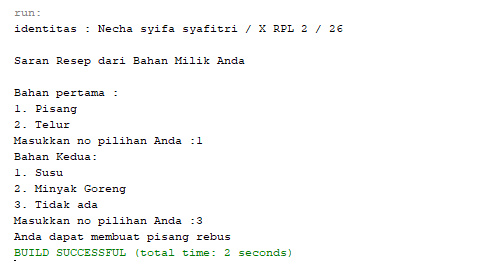 run:
identitas : Necha syifa syafitri / X RPL 2 / 26
Saran Resep dari Bahan Milik Anda
Bahan pertama :
1. Pisang
2. Telur
Masukkan no pilihan Anda :1
Bahan Kedua:
1. Susu
2. Minyak Goreng
3. Tidak ada
Masukkan no pilihan Anda :3
Anda dapat membuat pisang rebus
BUILD SUCCESSFUL (total time: 2 seconds)